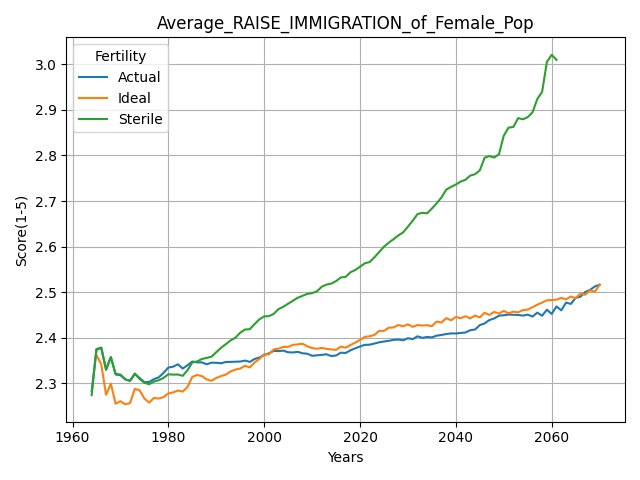 Average_RAISE_IMMIGRATION_of_Female_Pop
Fertility
Actual
Ideal
Sterile
Score(1-5)
3.0
2.9
2.8
2.7
2.6
2.5
2.4
2.3
1960 1980 2000 2020 2040 2060
Years